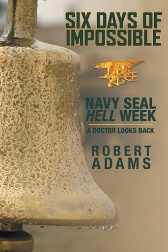 SIX DAYS OF
IMPOSSIBLE
NAVY SEAL
HELL WEEK
A DOCTOR LOOKS BACK
ROBERT
ADAMS